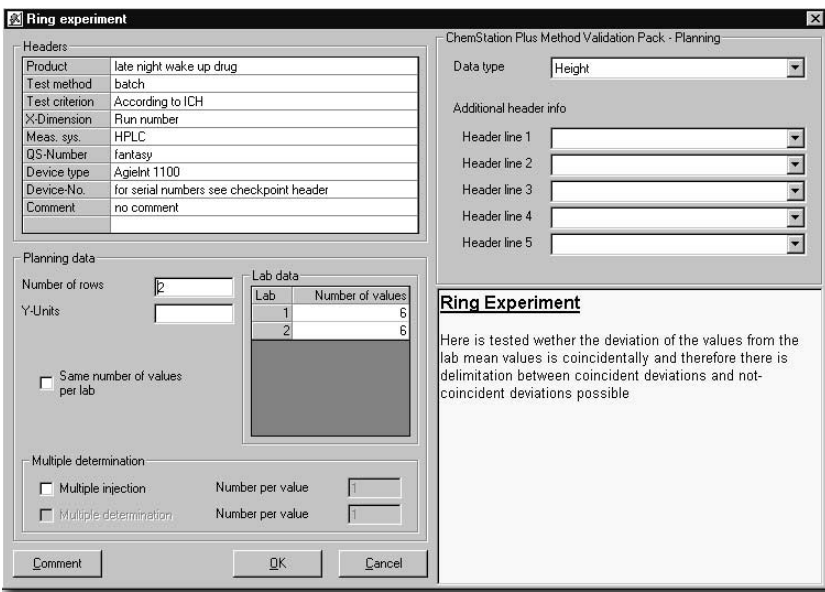 Ring experiment
Headers
Product late night wake up drug
Test method batch
Test criterion According to ICH
X-Dimension Run number
Meas. sys. HPLC
QS-Number fantasy
Device type Agielnt 1100
Device-No. for serial numbers see checkpoint header
Comment no comment
Planning data
Number of rows 2
Y-Units
Same number of values
per lab
Lab data
Lab Number of values
1 6
2 6
Multiple determination
Multiple injection Number per value 1
Multiple determination Number per value 1
Comment OK Cancel
ChemStation Plus Method Validation Pack - Planning
Data type Height
Additional header info
Header line 1
Header line 2
Header line 3
Header line 4
Header line 5
Ring Experiment
Here is tested wether the deviation of the values from the
lab mean values is coincidentally and therefore there is
delimitation between coincident deviations and not-
coincident deviations possible